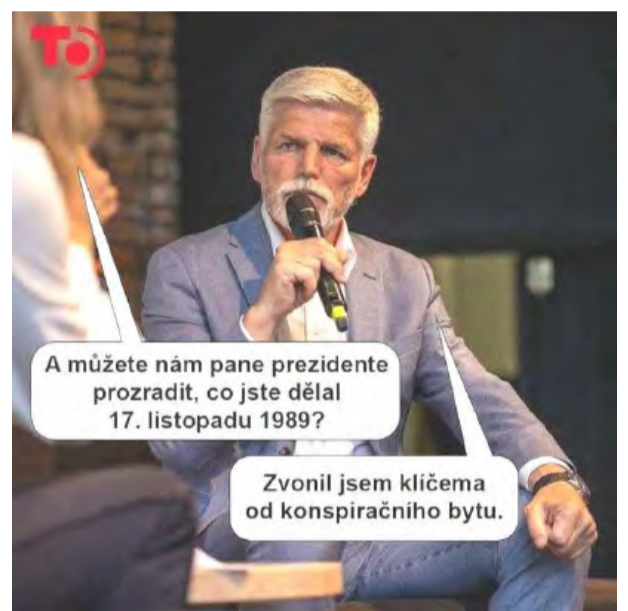 TO
A můžete nám pane prezidente
prozradit, co jste dělal
17. listopadu 1989?
Zvonil jsem klíčema
od konspiračního bytu.